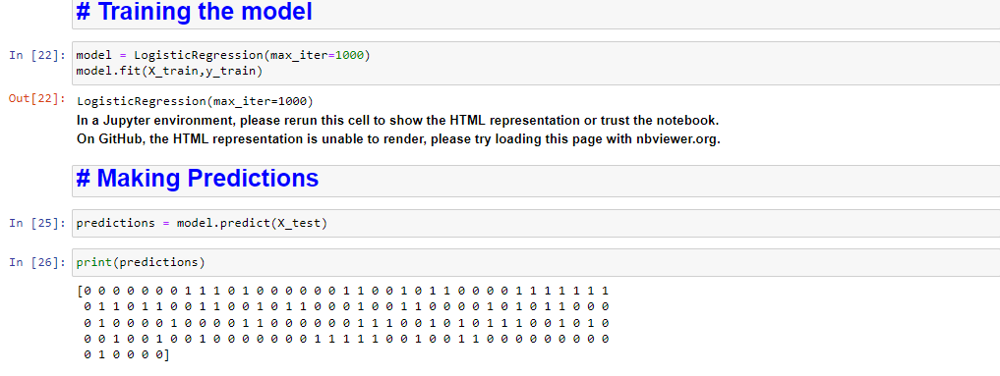 # Training the model
In [22]: model = LogisticRegression(max_iter=1000)
model.fit(X_train,y_train)
Out[22]: LogisticRegression(max_iter=1000)
In a Jupyter environment, please rerun this cell to show the HTML representation or trust the notebook.
On GitHub, the HTML representation is unable to render, please try loading this page with nbviewer.org.
# Making Predictions
In [25]: predictions = model.predict(X_test)
In [26]: print(predictions)
[0 0 0 0 0 0 0 1 1 1 0 1 0 0 0 0 0 0 1 1 0 0 1 0 1 1 0 0 0 0 1 1 1 1 1 1 1
0 1 1 0 1 1 0 0 1 1 0 0 1 0 1 1 0 0 0 1 0 0 1 1 0 0 0 0 1 0 1 0 1 1 0 0 0
0 1 0 0 0 0 1 0 0 0 0 1 1 0 0 0 0 0 0 1 1 1 0 0 1 0 1 0 1 1 1 0 0 1 0 1 0
0 0 1 0 0 1 0 0 1 0 0 0 0 0 0 0 1 1 1 1 1 0 0 1 0 0 1 1 0 0 0 0 0 0 0 0 0
0 1 0 0 0 0]